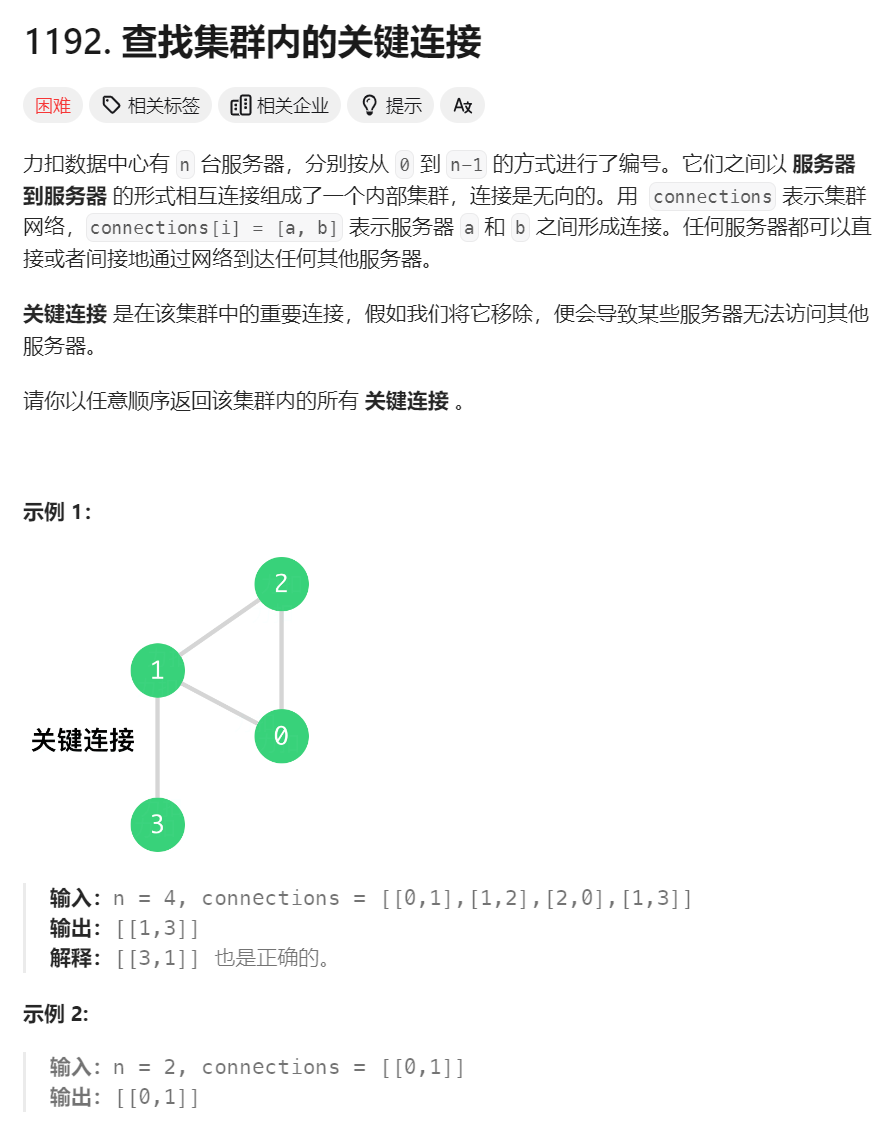 1192. 查找集群内的关键连接
困难 相关标签 相关企业 提示 A文
力扣数据中心有 n 台服务器，分别按从 0 到 n-1 的方式进行了编号。它们之间以 服务器
到服务器 的形式相互连接组成了一个内部集群，连接是无向的。用 connections 表示集群
网络，connections[i] = [a, b] 表示服务器 a 和 b 之间形成连接。任何服务器都可以直
接或者间接地通过网络到达任何其他服务器。
关键连接 是在该集群中的重要连接，假如我们将它移除，便会导致某些服务器无法访问其他
服务器。
请你以任意顺序返回该集群内的所有 关键连接 。
示例 1：
2
1
0
关键连接
3
输入：n = 4, connections = [[0,1],[1,2],[2,0],[1,3]]
输出：[[1,3]]
解释：[[3,1]] 也是正确的。
示例 2:
输入：n = 2, connections = [[0,1]]
输出：[[0,1]]